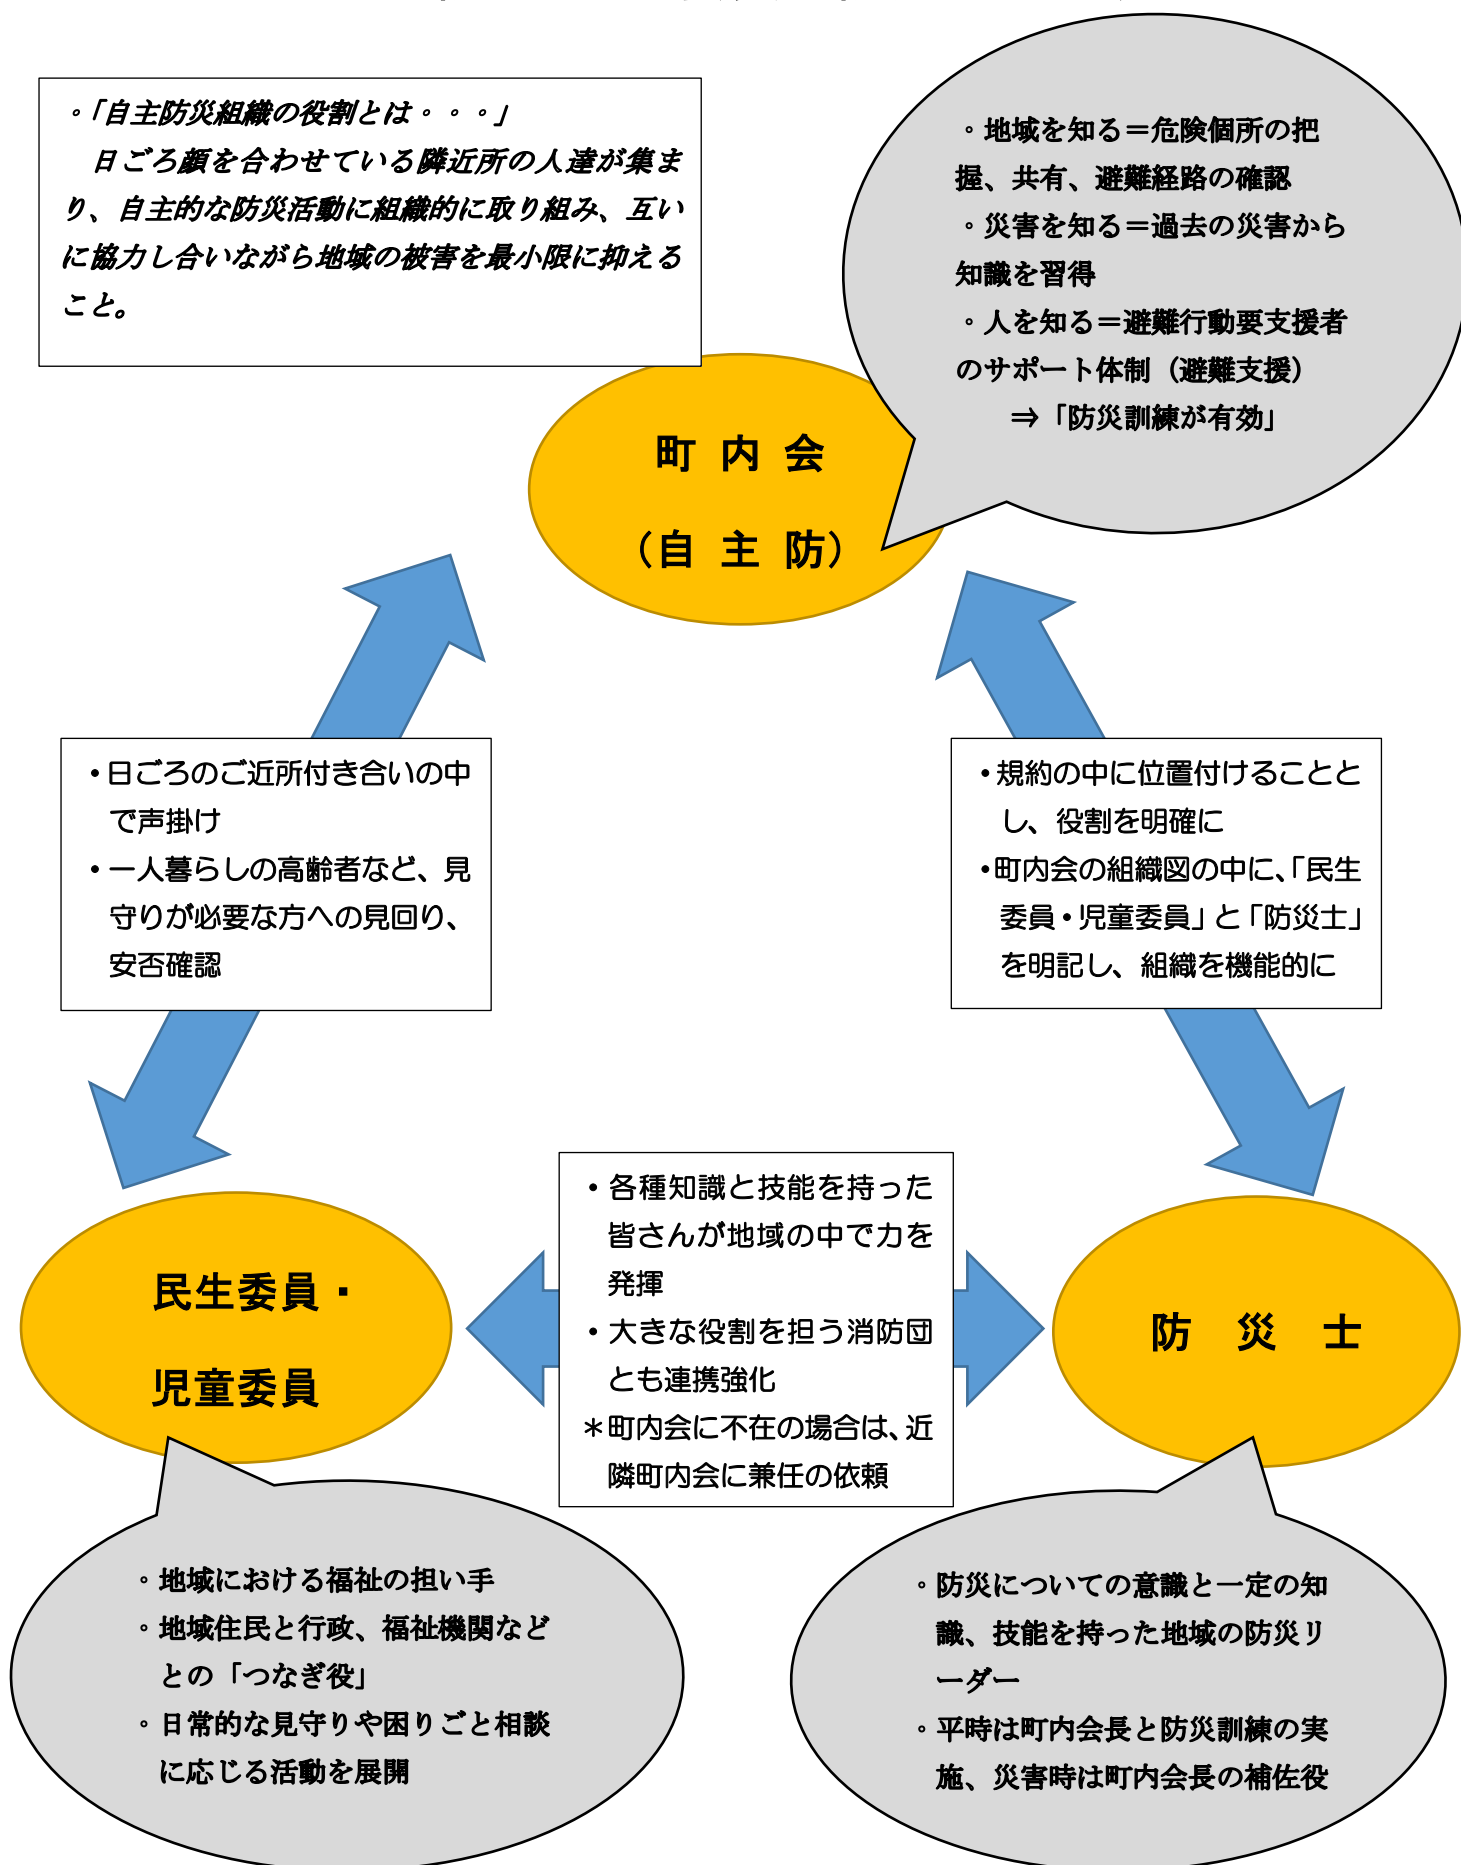 ・「自主防災組織の役割とは・・・」
日ごろ顔を合わせている隣近所の人達が集ま
り、自主的な防災活動に組織的に取り組み、互い
に協力し合いながら地域の被害を最小限に抑える
こと。
・地域を知る＝危険個所の把
握、共有、避難経路の確認
・災害を知る＝過去の災害から
知識を習得
・人を知る＝避難行動要支援者
のサポート体制（避難支援）
⇒「防災訓練が有効」
町内会
（自主防）
・日ごろのご近所付き合いの中
で声掛け
・一人暮らしの高齢者など、見
守りが必要な方への見回り、
安否確認
・規約の中に位置付けることと
し、役割を明確に
・町内会の組織図の中に、「民生
委員・児童委員」と「防災士」
を明記し、組織を機能的に
・各種知識と技能を持った
皆さんが地域の中で力を
発揮
・大きな役割を担う消防団
とも連携強化
＊町内会に不在の場合は、近
隣町内会に兼任の依頼
民生委員・
児童委員
防災士
・地域における福祉の担い手
・地域住民と行政、福祉機関など
との「つなぎ役」
・日常的な見守りや困りごと相談
に応じる活動を展開
・防災についての意識と一定の知
識、技能を持った地域の防災リ
ーダー
・平時は町内会長と防災訓練の実
施、災害時は町内会長の補佐役